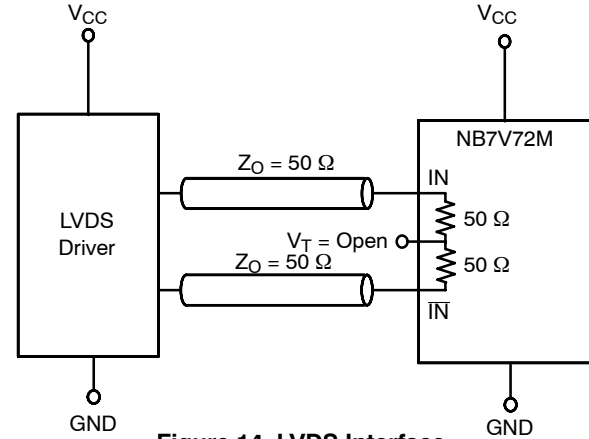 V_CC
V_CC
NB7V72M
Z_O = 50 Ω
IN
LVDS
Driver
50 Ω
V_T = Open
Z_O = 50 Ω
50 Ω
I̅N̅
GND
GND
Figure 14. LVDS Interface